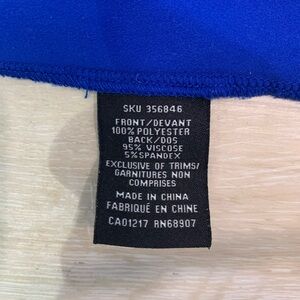 SKU 356846
FRONT/DEVANT
100% POLYESTER
BACK/DOS
95% VISCOSE
5% SPANDEX
EXCLUSIVE OF TRIMS/
GARNITURES NON
COMPRISES
MADE IN CHINA
FABRIQUÉ EN CHINE
CA01217 RN68907